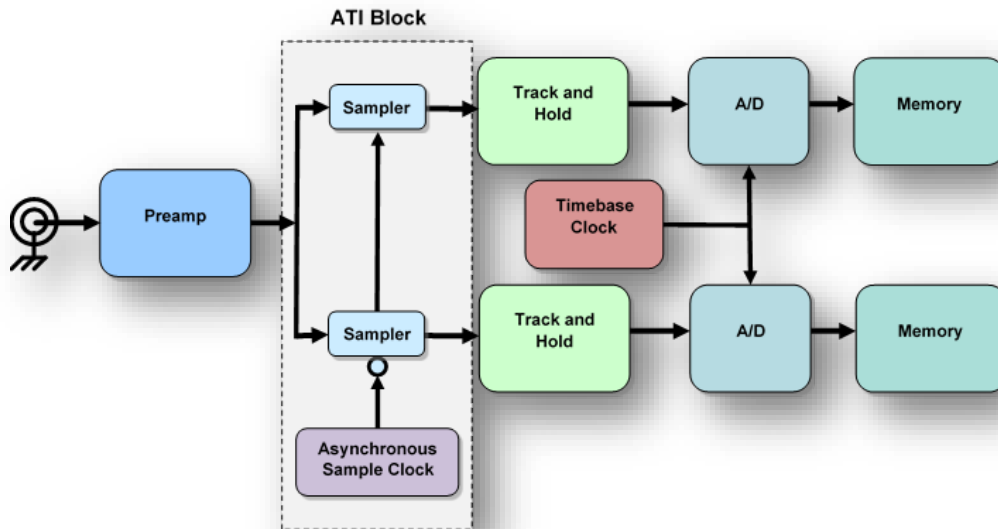 ATI Block
Sampler
Track and
Hold
A/D
Memory
Preamp
Timebase
Clock
Sampler
Track and
Hold
A/D
Memory
Asynchronous
Sample Clock